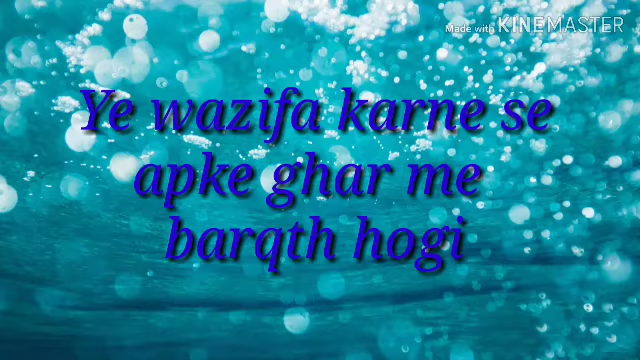 Made with KINEMASTER
Ye wazifa karne se
apke ghar me
barqth hogi